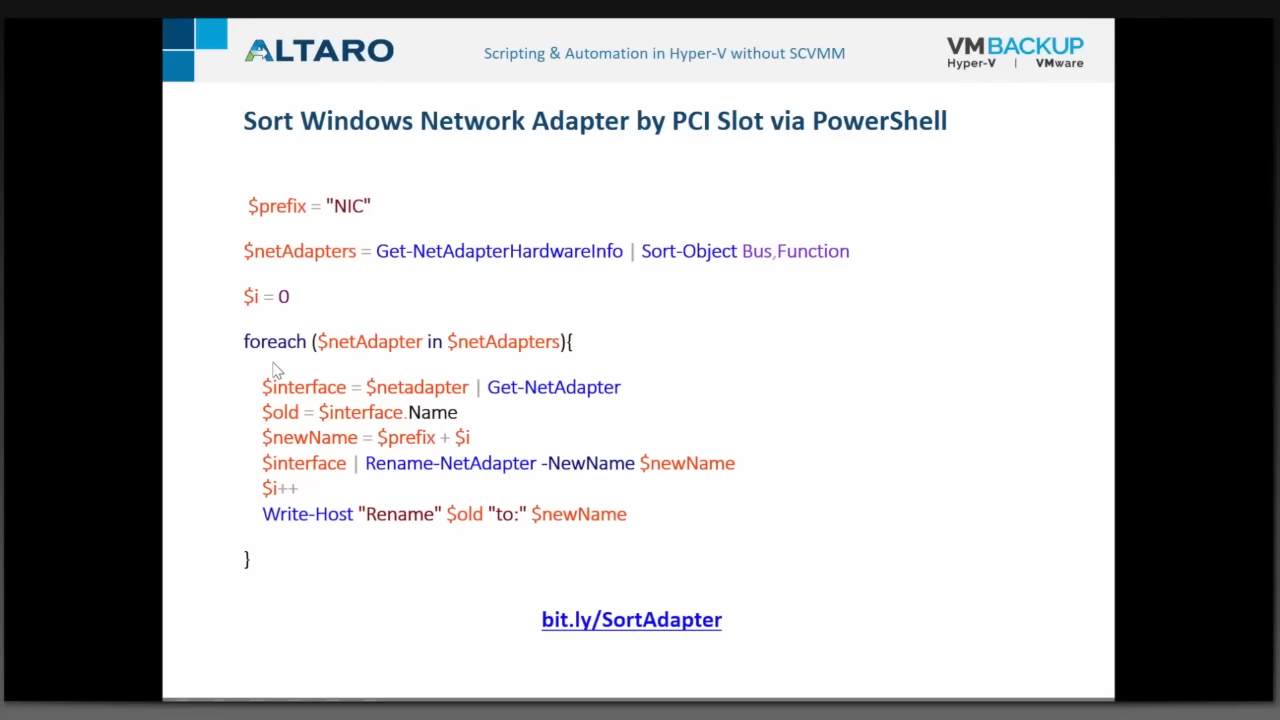 ALTARO
Scripting & Automation in Hyper-V without SCVMM
VMBACKUP
Hyper-V | VMware
Sort Windows Network Adapter by PCI Slot via PowerShell
$prefix = "NIC"
$netAdapters = Get-NetAdapterHardwareInfo | Sort-Object Bus,Function
$i = 0
foreach ($netAdapter in $netAdapters){
$interface = $netadapter | Get-NetAdapter
$old = $interface.Name
$newName = $prefix + $i
$interface | Rename-NetAdapter -NewName $newName
$i++
Write-Host "Rename" $old "to:" $newName
}
bit.ly/SortAdapter